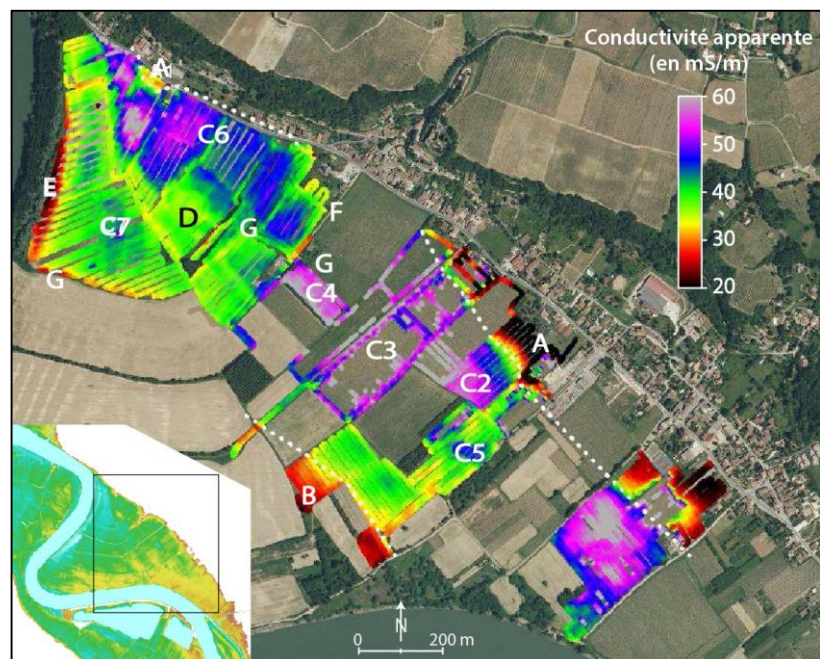 Conductivité apparente
(en mS/m)
60
50
40
30
20
A
C6
E
D
F
C7
G
G
G
C4
A
C3
C2
C5
B
N
0
200 m